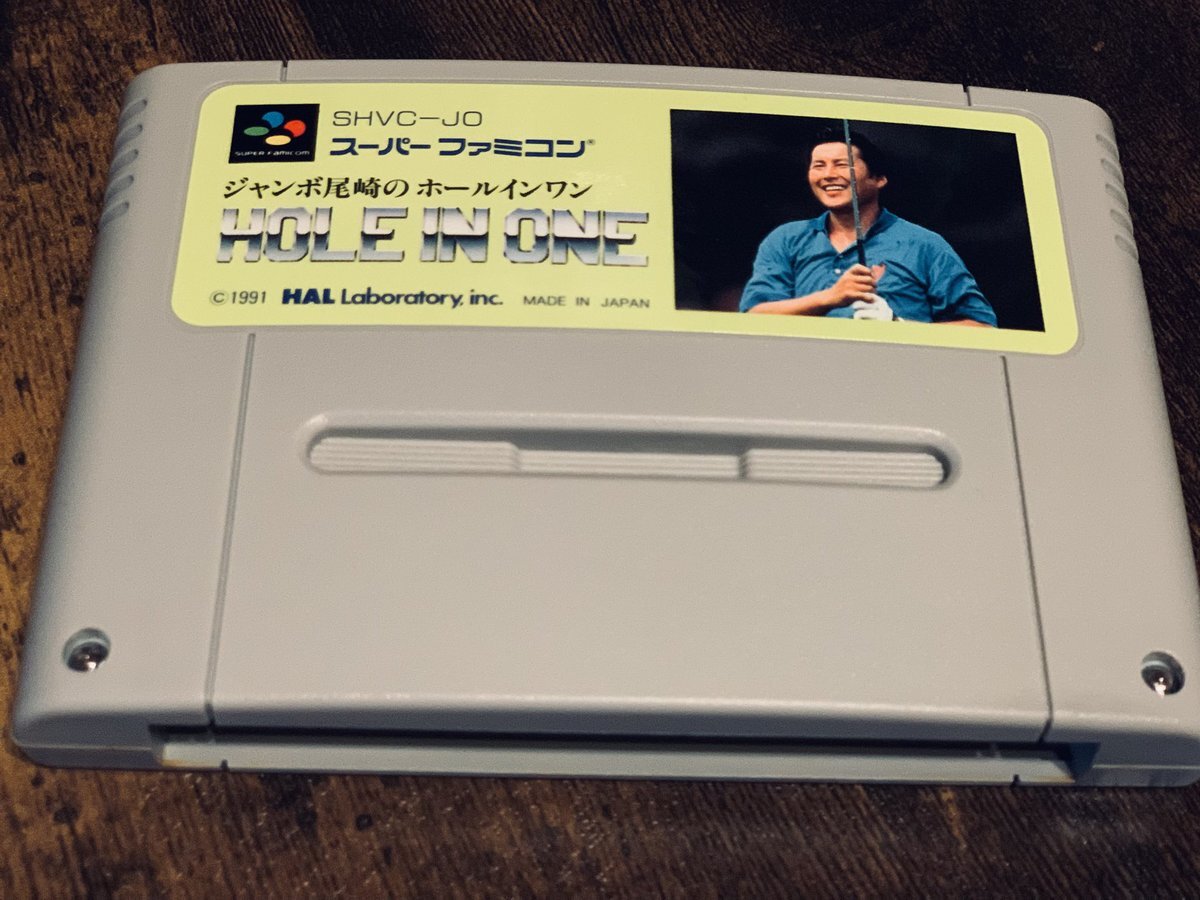 SUPER FAMICOM
SHVC-JO
スーパーファミコン®
ジャンボ尾崎の ホールインワン
HOLE IN ONE
©1991 HAL Laboratory, inc. MADE IN JAPAN